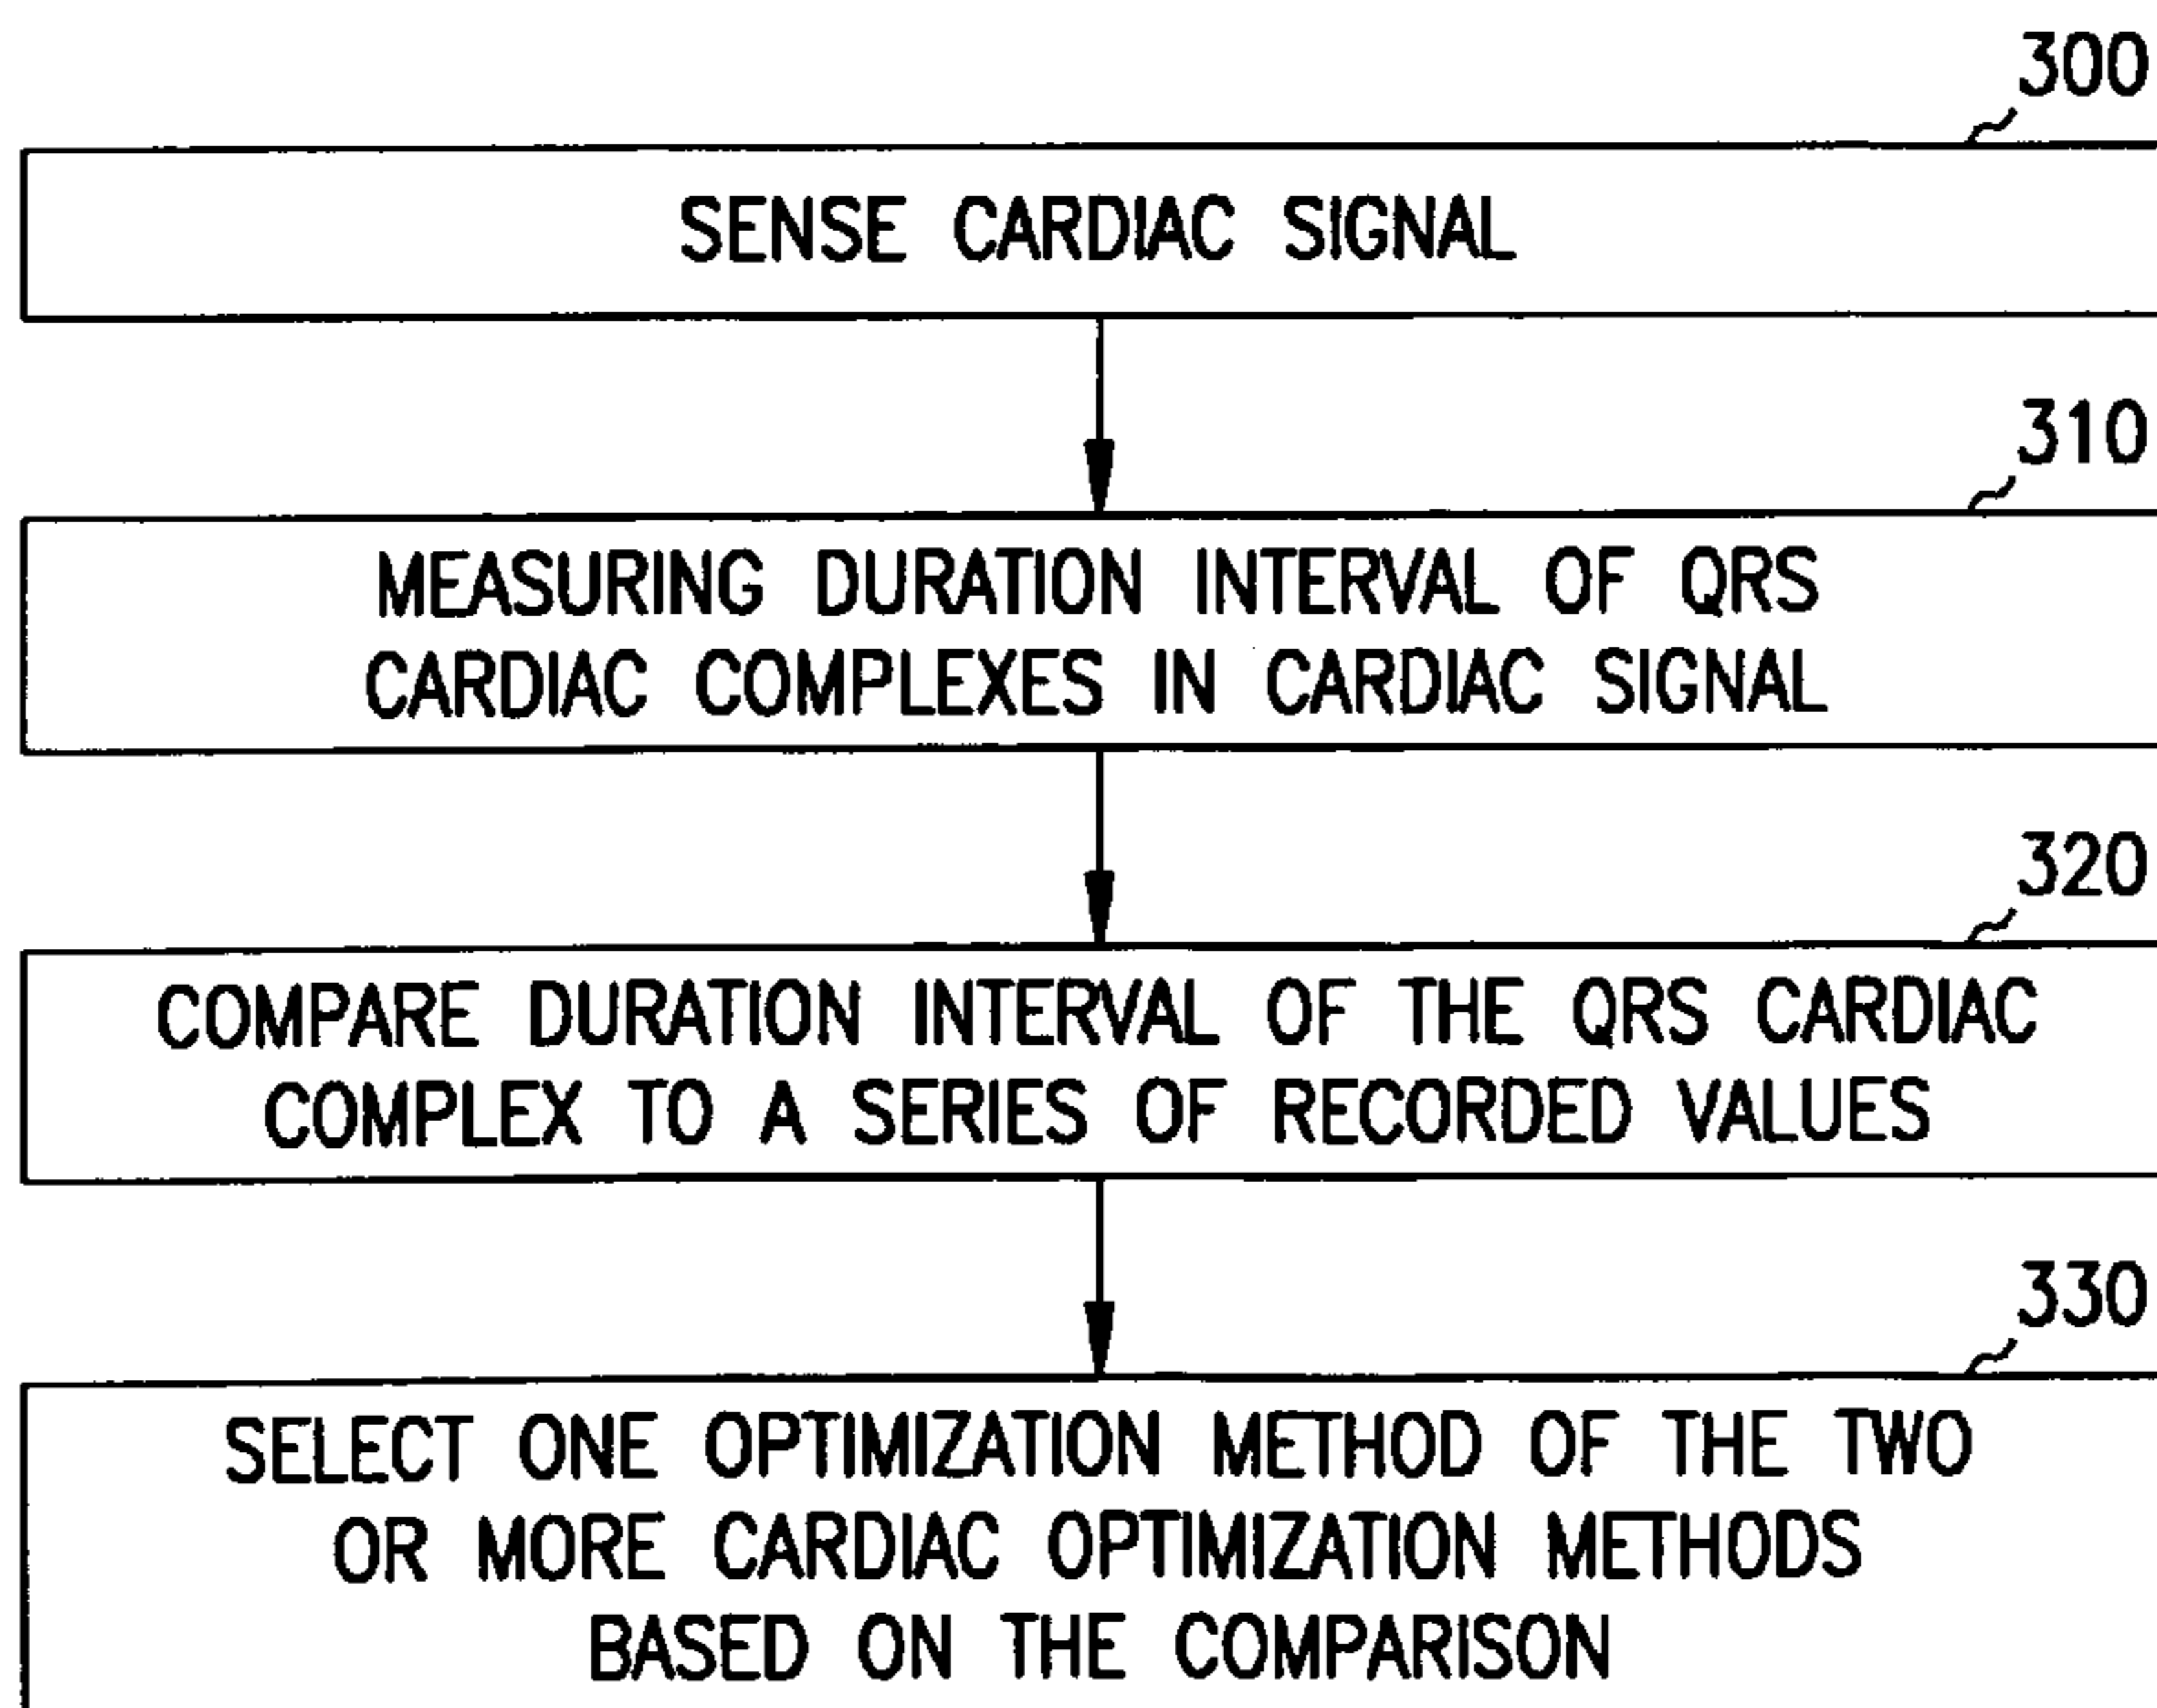 300
SENSE CARDIAC SIGNAL
310
MEASURING DURATION INTERVAL OF QRS
CARDIAC COMPLEXES IN CARDIAC SIGNAL
320
COMPARE DURATION INTERVAL OF THE QRS CARDIAC
COMPLEX TO A SERIES OF RECORDED VALUES
330
SELECT ONE OPTIMIZATION METHOD OF THE TWO
OR MORE CARDIAC OPTIMIZATION METHODS
BASED ON THE COMPARISON